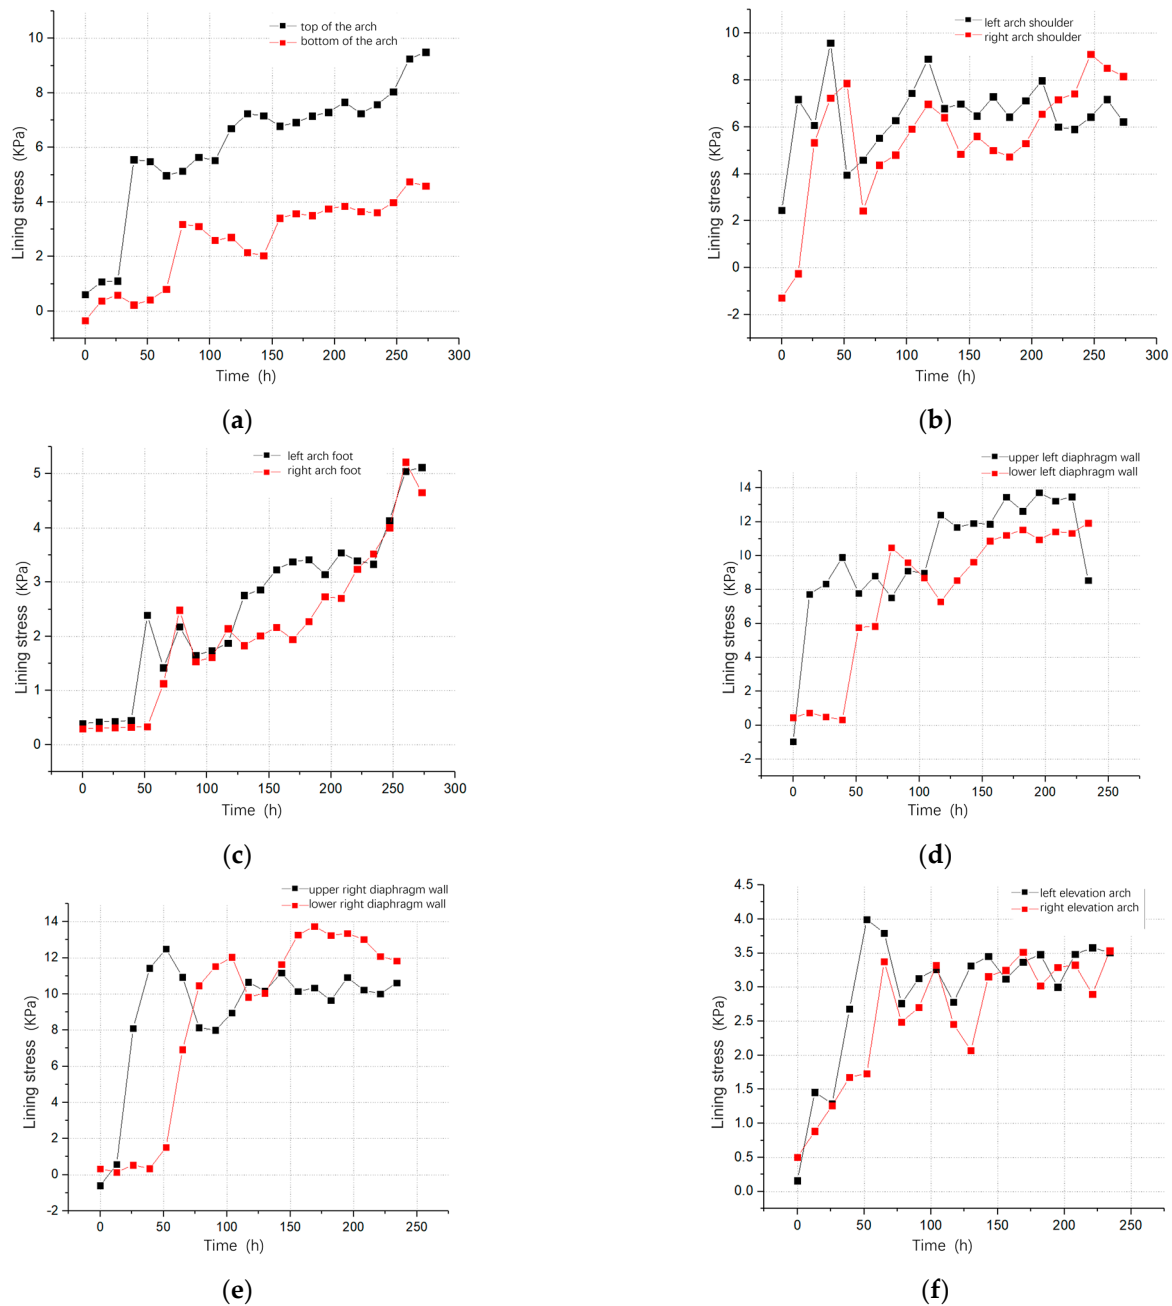 top of the arch
bottom of the arch
10
8
6
4
2
0
Lining stress (KPa)
0 50 100 150 200 250 300
Time (h)
(a)
left arch shoulder
right arch shoulder
10
8
6
4
2
0
-2
Lining stress (KPa)
0 50 100 150 200 250 300
Time (h)
(b)
left arch foot
right arch foot
5
4
3
2
1
0
Lining stress (KPa)
0 50 100 150 200 250 300
Time (h)
(c)
upper left diaphragm wall
lower left diaphragm wall
14
12
10
8
6
4
2
0
-2
Lining stress (KPa)
0 50 100 150 200 250
Time (h)
(d)
upper right diaphragm wall
lower right diaphragm wall
14
12
10
8
6
4
2
0
-2
Lining stress (KPa)
0 50 100 150 200 250
Time (h)
(e)
left elevation arch
right elevation arch
4.5
4.0
3.5
3.0
2.5
2.0
1.5
1.0
0.5
0.0
Lining stress (KPa)
0 50 100 150 200 250
Time (h)
(f)